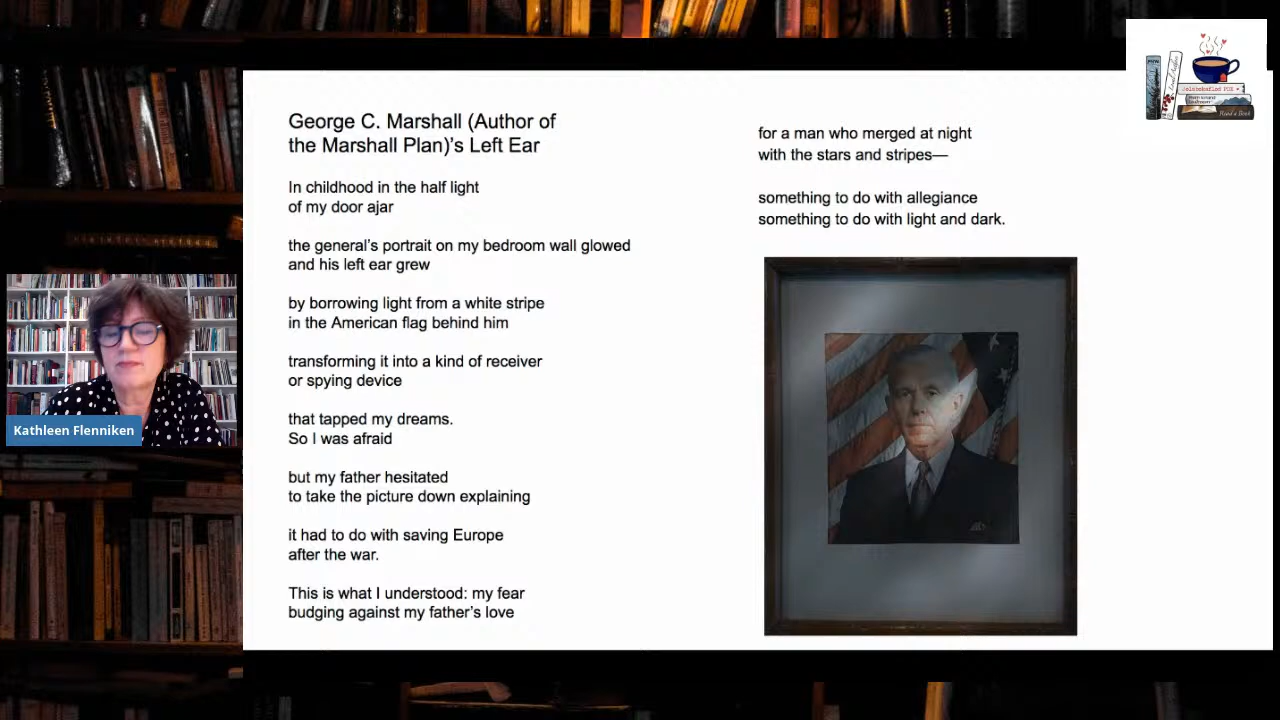 George C. Marshall (Author of
the Marshall Plan)'s Left Ear
In childhood in the half light
of my door ajar
the general's portrait on my bedroom wall glowed
and his left ear grew
by borrowing light from a white stripe
in the American flag behind him
transforming it into a kind of receiver
or spying device
that tapped my dreams.
So I was afraid
but my father hesitated
to take the picture down explaining
it had to do with saving Europe
after the war.
This is what I understood: my fear
budging against my father's love
for a man who merged at night
with the stars and stripes—
something to do with allegiance
something to do with light and dark.
Kathleen Flenniken
Read a Book